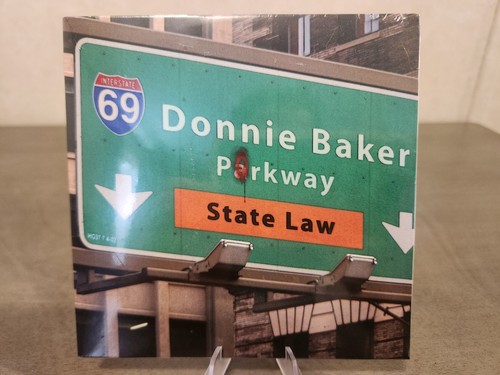 INTERSTATE
69
Donnie Baker
Parkway
State Law